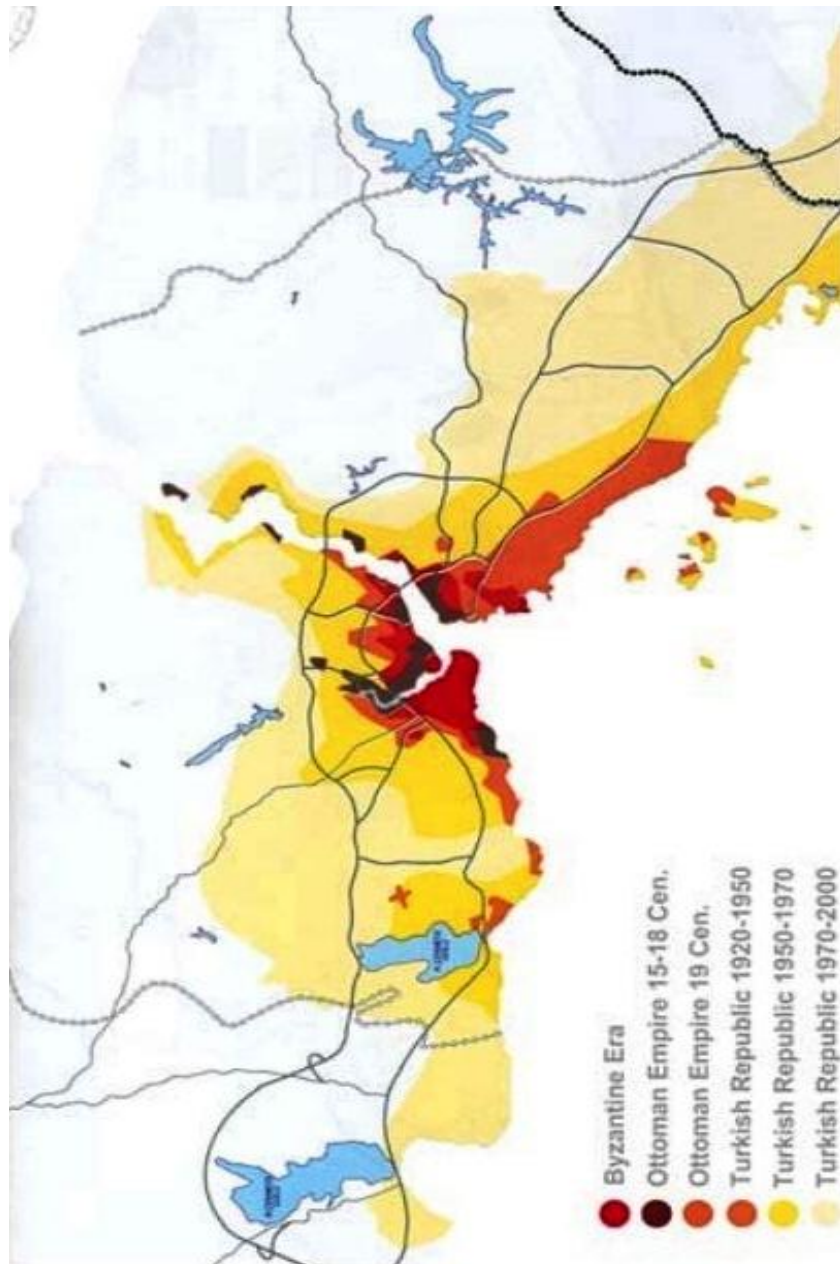 Byzantine Era
Ottoman Empire 15-18 Cen.
Ottoman Empire 19 Cen.
Turkish Republic 1920-1950
Turkish Republic 1950-1970
Turkish Republic 1970-2000